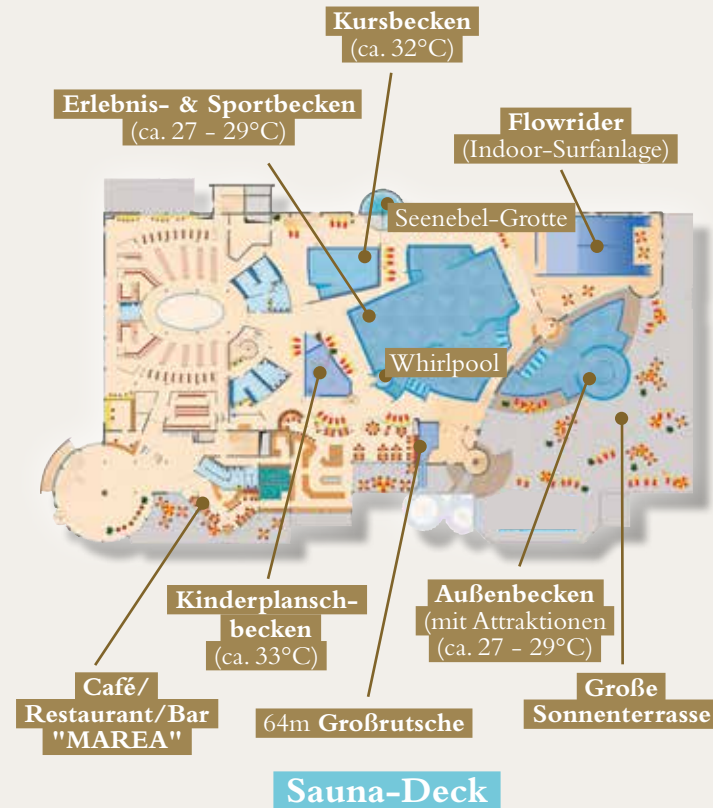 Kursbecken
(ca. 32°C)
Erlebnis- & Sportbecken
(ca. 27 - 29°C)
Flowrider
(Indoor-Surfanlage)
Seenebel-Grotte
Whirlpool
Kinderplansch-
becken
(ca. 33°C)
Außenbecken
(mit Attraktionen
(ca. 27 - 29°C)
Café/
Restaurant/Bar
"MAREA"
64m Großrutsche
Große
Sonnenterrasse
Sauna-Deck